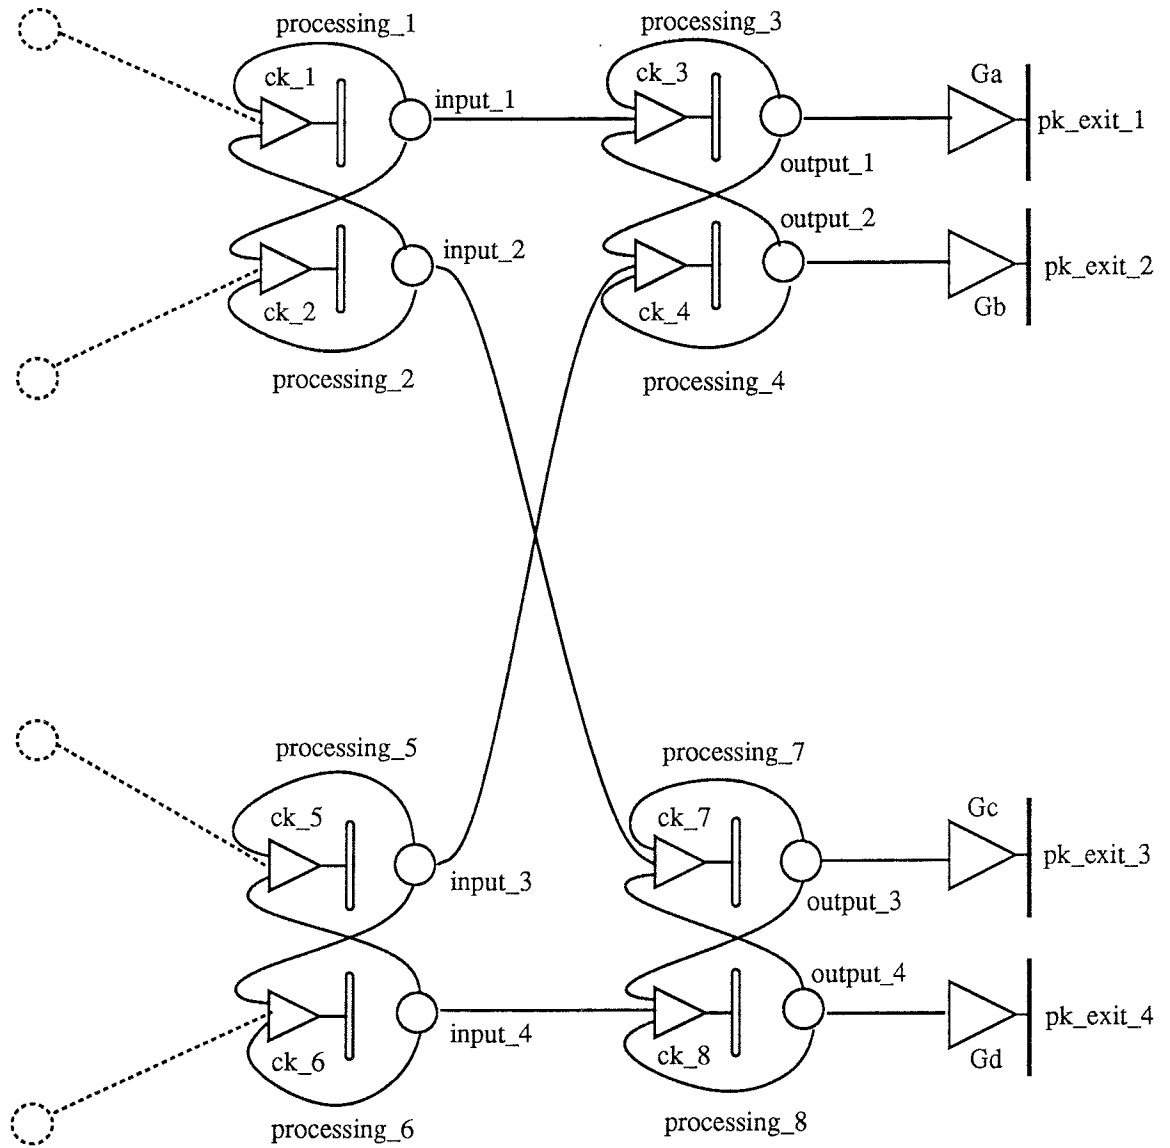 processing_1
processing_3
ck_1
ck_3
Ga
input_1
pk_exit_1
output_1
output_2
input_2
pk_exit_2
ck_2
ck_4
Gb
processing_2
processing_4
processing_5
processing_7
ck_5
ck_7
Gc
pk_exit_3
input_3
output_3
output_4
pk_exit_4
input_4
ck_6
ck_8
Gd
processing_6
processing_8